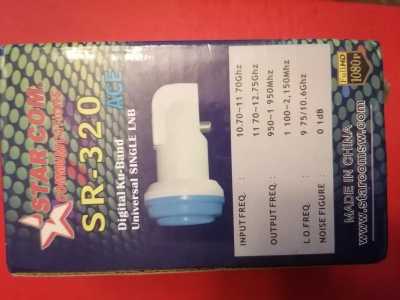 STAR COM
COMMUNICATIONS
SR-320
ACE
Digital Ku-Band
Universal SINGLE LNB
INPUT FREQ : 10.70~11 70Ghz
11 70~12.75Ghz
OUTPUT FREQ : 950~1 950Mhz
1 100~2,150Mhz
L.O.FREQ : 9 75/10.6Ghz
NOISE FIGURE : 0 1dB
MADE IN CHINA
www.starcomsw.com
Full HD
1080p